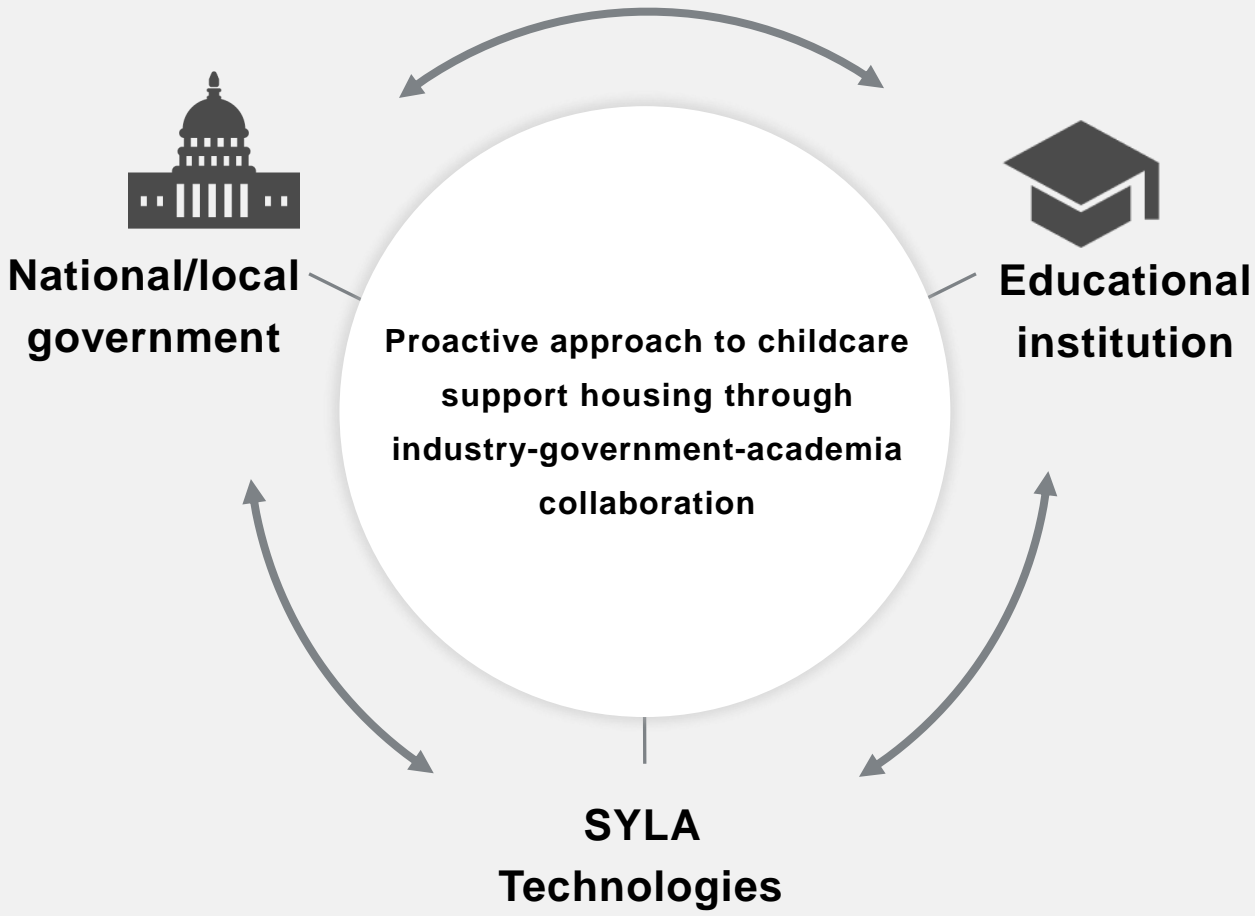 National/local
government
Educational
institution
Proactive approach to childcare
support housing through
industry-government-academia
collaboration
SYLA
Technologies